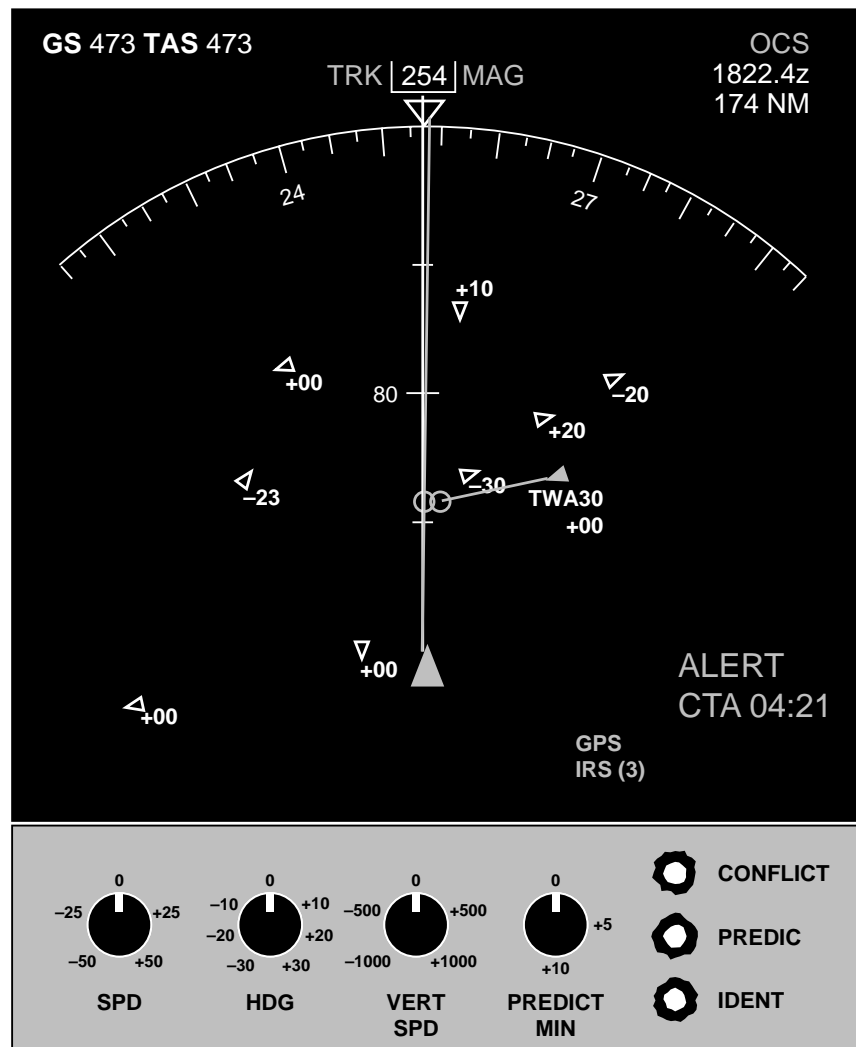 GS 473 TAS 473
OCS
TRK 254 MAG
1822.4z
174 NM
24
27
+10
+00
80
–20
+20
–23
–30
TWA30
+00
+00
ALERT
+00
CTA 04:21
GPS
IRS (3)
0
0
0
0
CONFLICT
–25
+25
–10
+10
–500
+500
+5
–20
+20
PREDIC
–50
+50
–30
+30
–1000
+1000
+10
SPD
HDG
VERT
SPD
PREDICT
MIN
IDENT